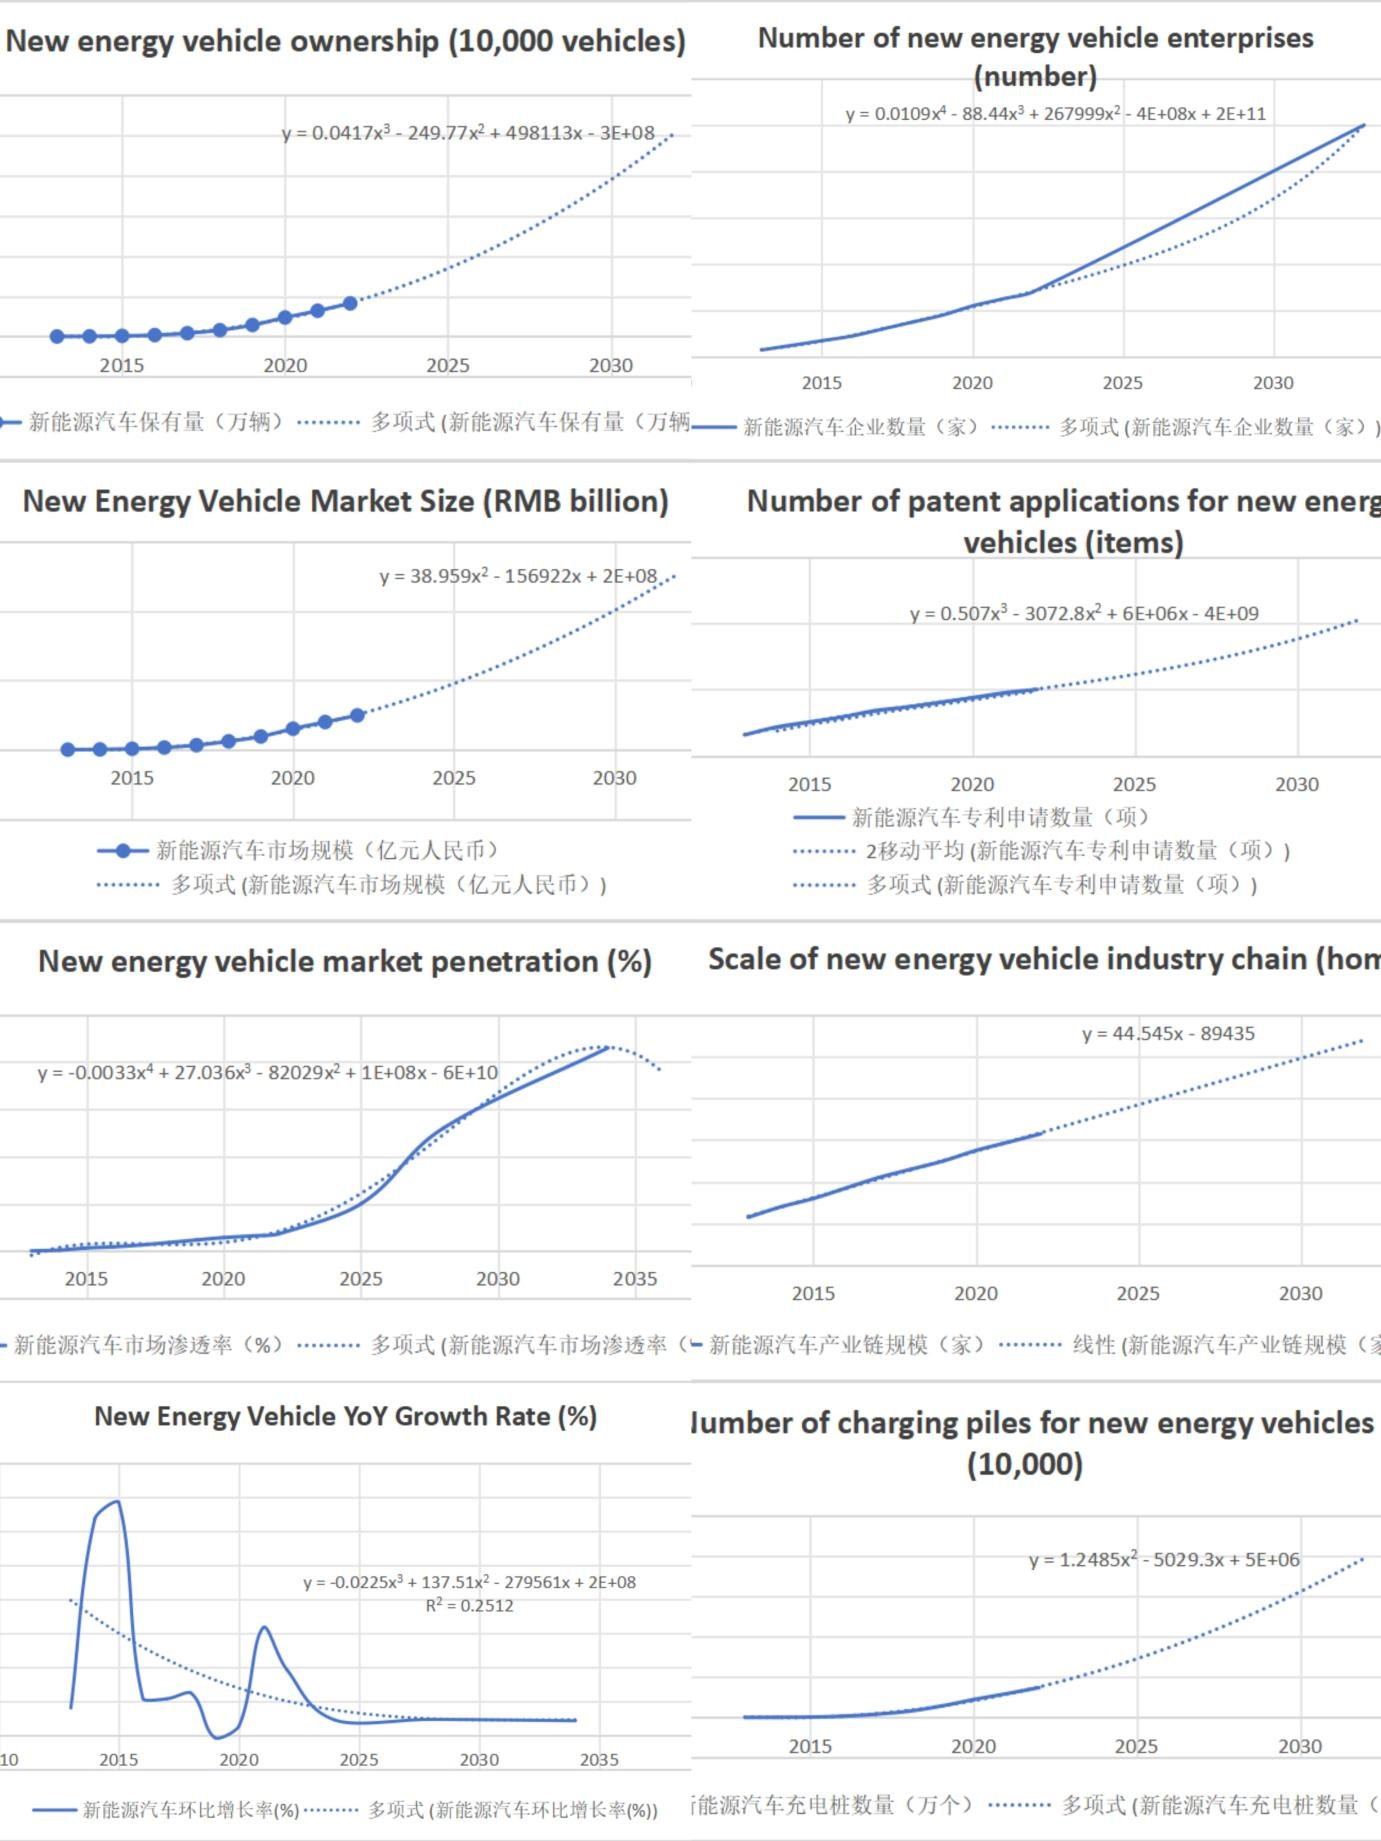 New energy vehicle ownership (10,000 vehicles)
y = 0.0417x³ - 249.77x² + 498113x - 3E+08
2015 2020 2025 2030
新能源汽车保有量（万辆） 多项式 (新能源汽车保有量（万辆
Number of new energy vehicle enterprises
(number)
y = 0.0109x⁴ - 88.44x³ + 267999x² - 4E+08x + 2E+11
2015 2020 2025 2030
新能源汽车企业数量（家） 多项式 (新能源汽车企业数量（家）)
New Energy Vehicle Market Size (RMB billion)
y = 38.959x² - 156922x + 2E+08
2015 2020 2025 2030
新能源汽车市场规模（亿元人民币）
多项式 (新能源汽车市场规模（亿元人民币）)
Number of patent applications for new energ
vehicles (items)
y = 0.507x³ - 3072.8x² + 6E+06x - 4E+09
2015 2020 2025 2030
新能源汽车专利申请数量（项）
2移动平均 (新能源汽车专利申请数量（项）)
多项式 (新能源汽车专利申请数量（项）)
New energy vehicle market penetration (%)
y = -0.0033x⁴ + 27.036x³ - 82029x² + 1E+08x - 6E+10
2015 2020 2025 2030 2035
新能源汽车市场渗透率（%） 多项式 (新能源汽车市场渗透率（
Scale of new energy vehicle industry chain (hom
y = 44.545x - 89435
2015 2020 2025 2030
新能源汽车产业链规模（家） 线性 (新能源汽车产业链规模（家
New Energy Vehicle YoY Growth Rate (%)
y = -0.0225x³ + 137.51x² - 279561x + 2E+08
R² = 0.2512
10 2015 2020 2025 2030 2035
新能源汽车环比增长率(%) 多项式 (新能源汽车环比增长率(%))
umber of charging piles for new energy vehicles
(10,000)
y = 1.2485x² - 5029.3x + 5E+06
2015 2020 2025 2030
能源汽车充电桩数量（万个） 多项式 (新能源汽车充电桩数量（